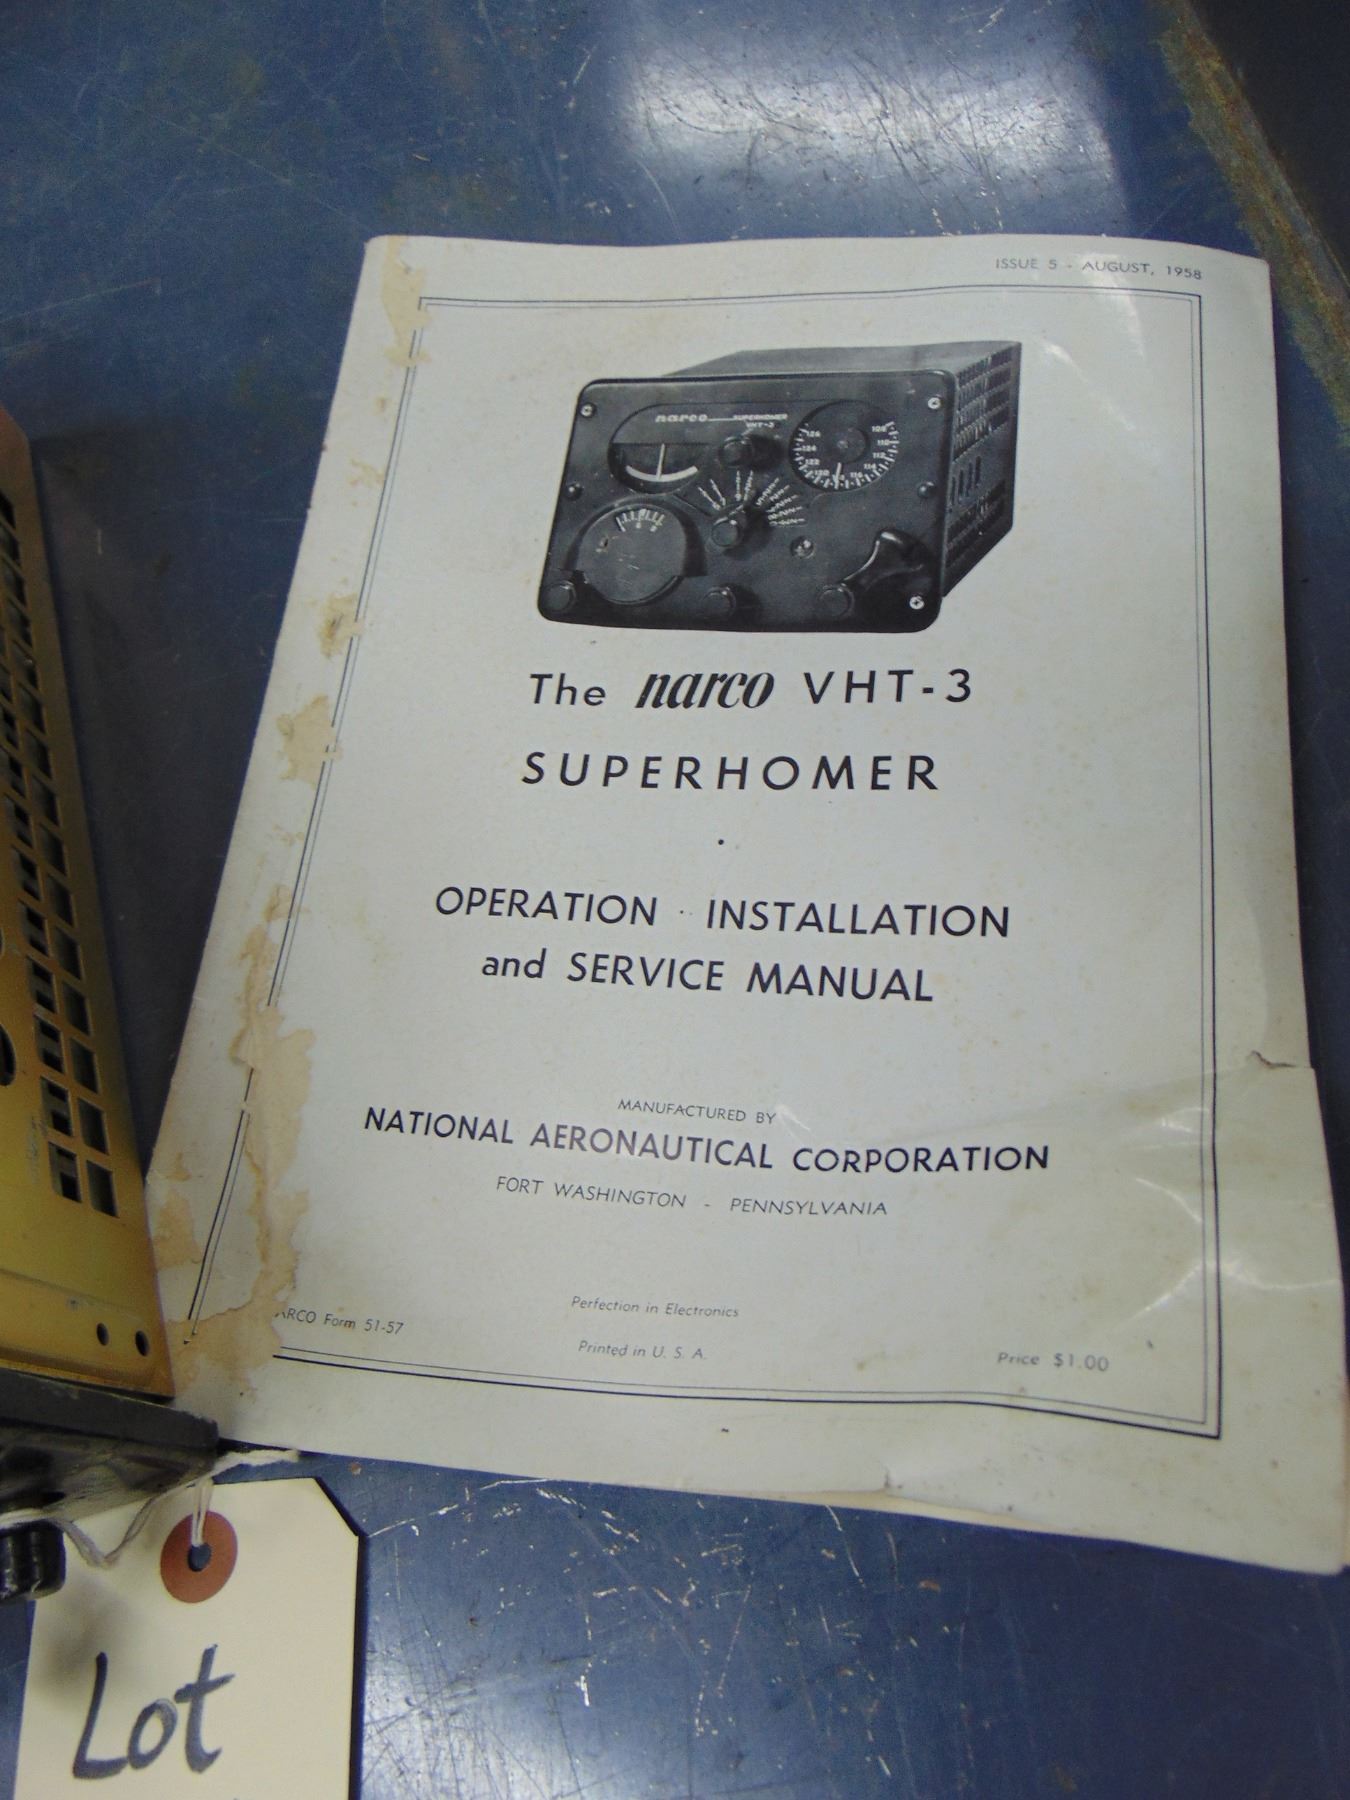 ISSUE 5 - AUGUST, 1958
narco SUPERHOMER
VHT-3
The narco VHT-3
SUPERHOMER
OPERATION · INSTALLATION
and SERVICE MANUAL
MANUFACTURED BY
NATIONAL AERONAUTICAL CORPORATION
FORT WASHINGTON - PENNSYLVANIA
Perfection in Electronics
ARCO Form 51-57
Printed in U. S. A.
Price $1.00
Lot